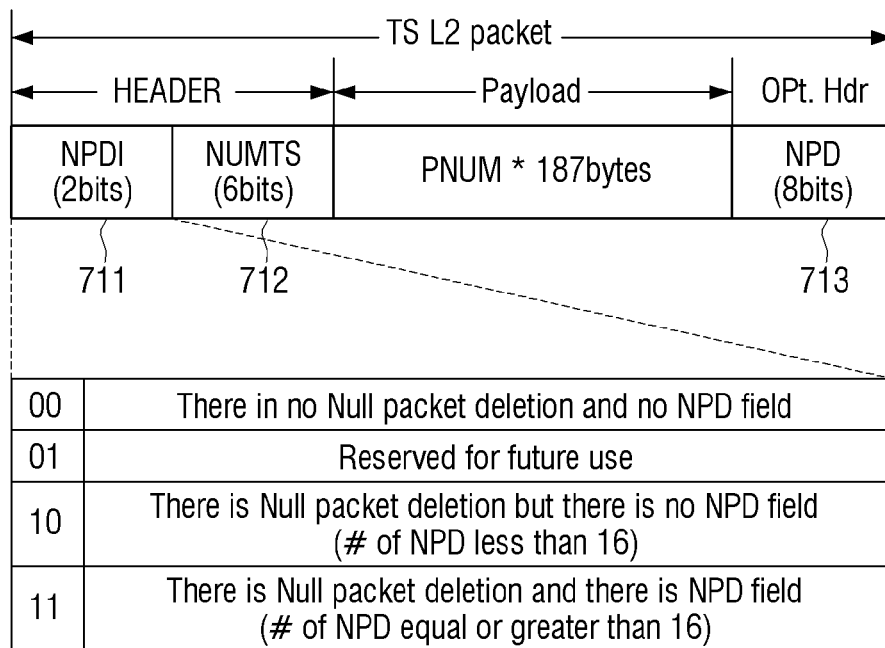 TS L2 packet
HEADER Payload OPt. Hdr
NPDI NUMTS PNUM * 187bytes NPD
(2bits) (6bits) (8bits)
711 712 713
00 There in no Null packet deletion and no NPD field
01 Reserved for future use
10 There is Null packet deletion but there is no NPD field
(# of NPD less than 16)
11 There is Null packet deletion and there is NPD field
(# of NPD equal or greater than 16)